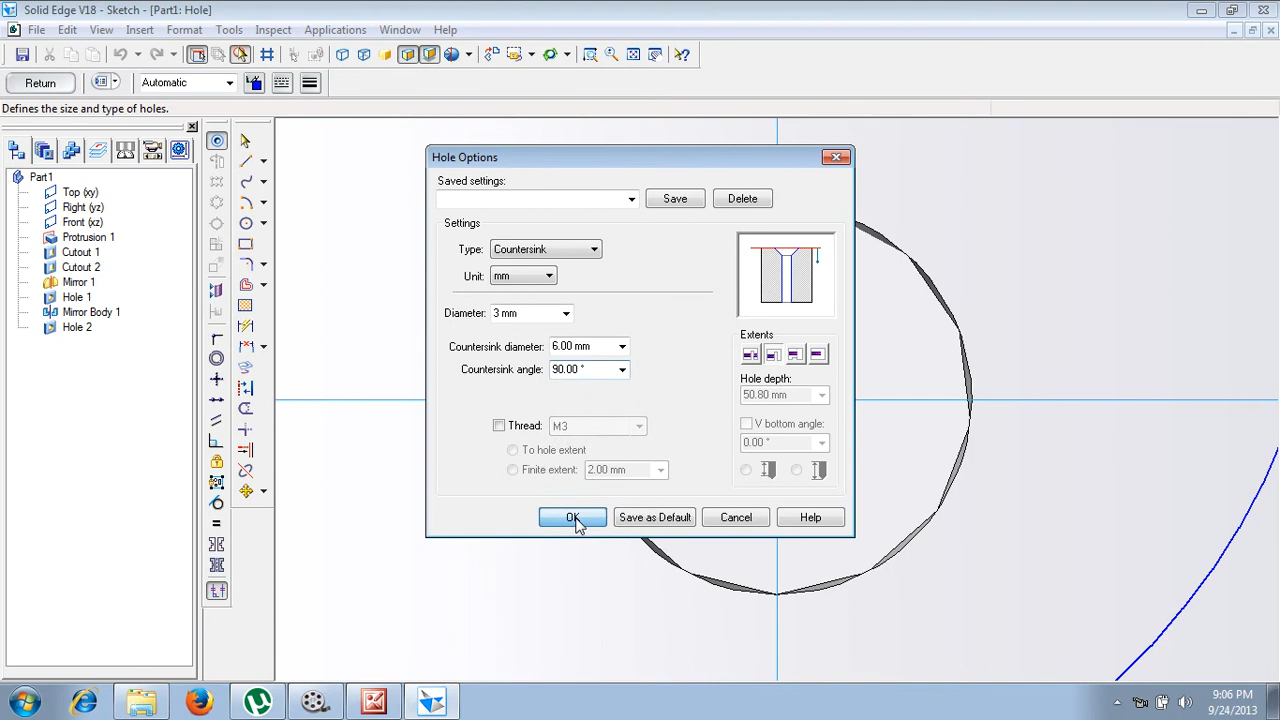 Solid Edge V18 - Sketch - [Part1: Hole]
File Edit View Insert Format Tools Inspect Applications Window Help
Return Automatic
Defines the size and type of holes.
Part1
Top (xy)
Right (yz)
Front (xz)
Protrusion 1
Cutout 1
Cutout 2
Mirror 1
Hole 1
Mirror Body 1
Hole 2
Hole Options
Saved settings:
Save Delete
Settings
Type: Countersink
Unit: mm
Diameter: 3 mm
Countersink diameter: 6.00 mm
Countersink angle: 90.00 °
Thread: M3
To hole extent
Finite extent: 2.00 mm
Extents
Hole depth:
50.80 mm
V bottom angle:
0.00 °
OK Save as Default Cancel Help
9:06 PM
9/24/2013